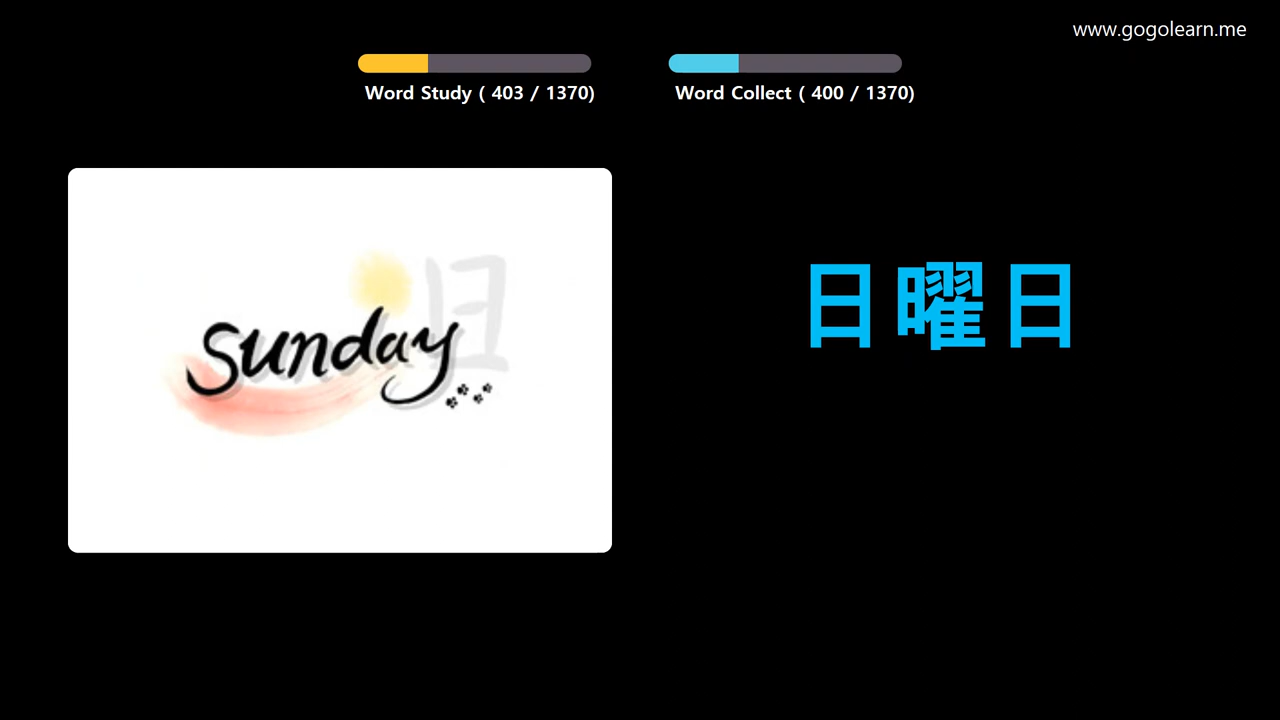 www.gogolearn.me
Word Study ( 403 / 1370)
Word Collect ( 400 / 1370)
日
Sunday
日曜日